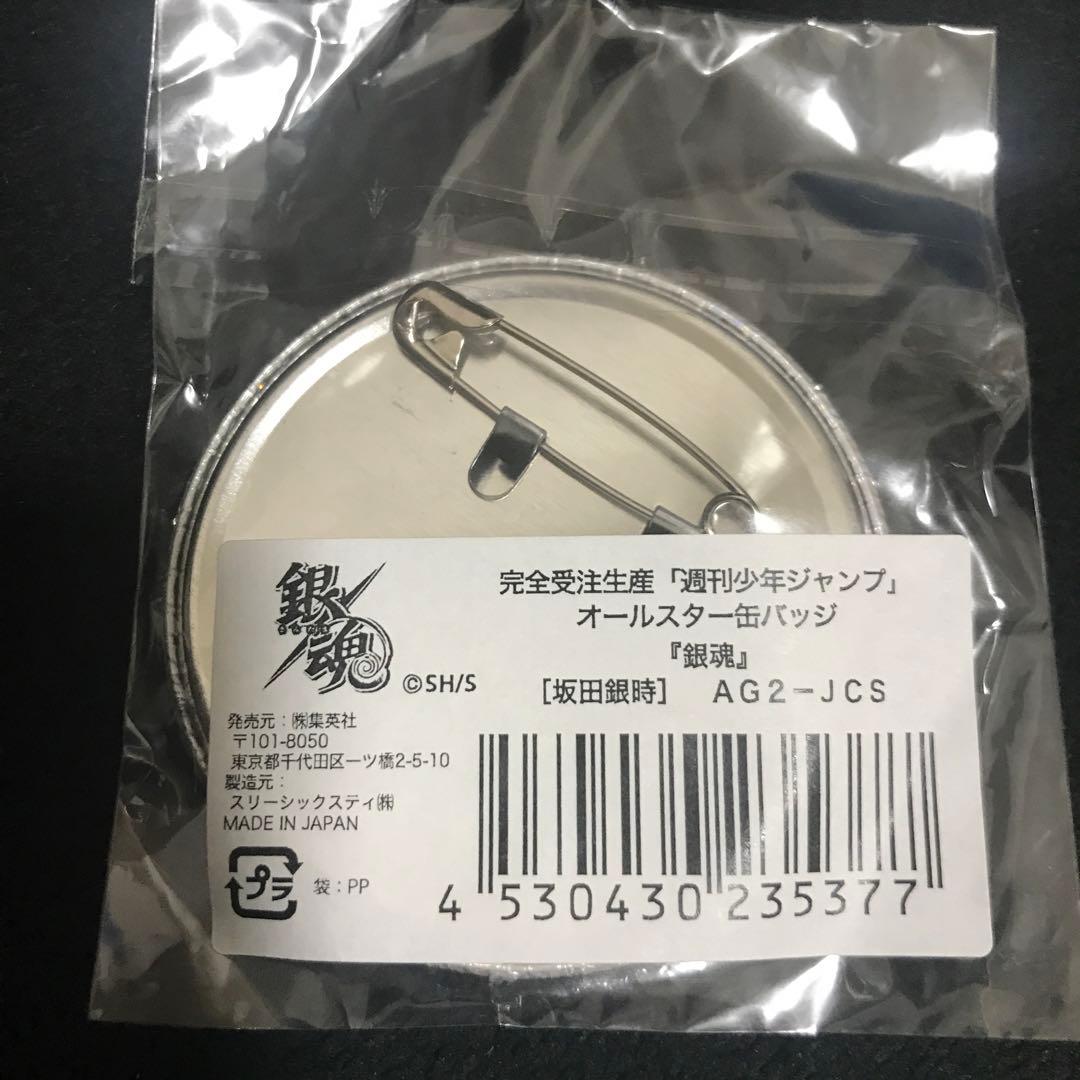 銀魂
©SH/S
完全受注生産「週刊少年ジャンプ」
オールスター缶バッジ
『銀魂』
[坂田銀時] AG2-JCS
発売元:㈱集英社
〒101-8050
東京都千代田区一ツ橋2-5-10
製造元:
スリーシックスティ㈱
MADE IN JAPAN
プラ
袋:PP
4 530430 235377